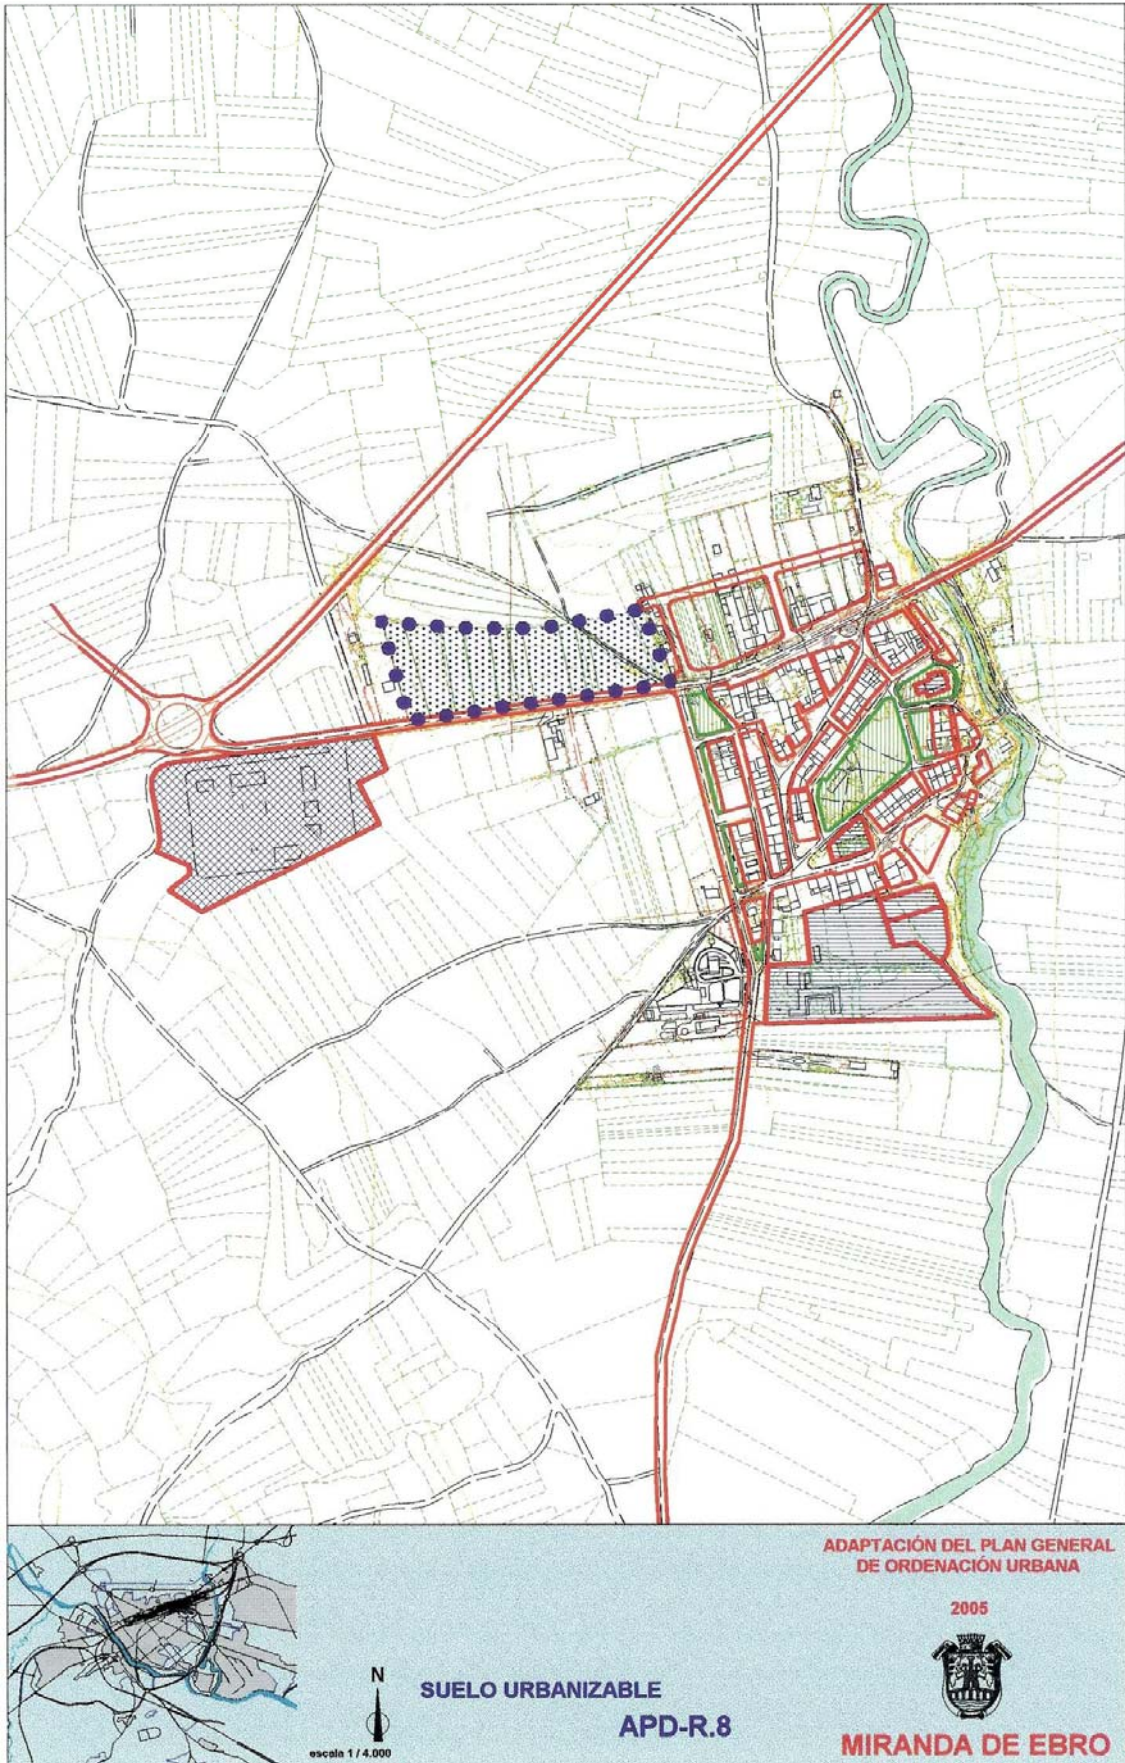 ADAPTACIÓN DEL PLAN GENERAL
DE ORDENACIÓN URBANA
2005
N
SUELO URBANIZABLE
APD-R.8
escala 1 / 4.000
MIRANDA DE EBRO